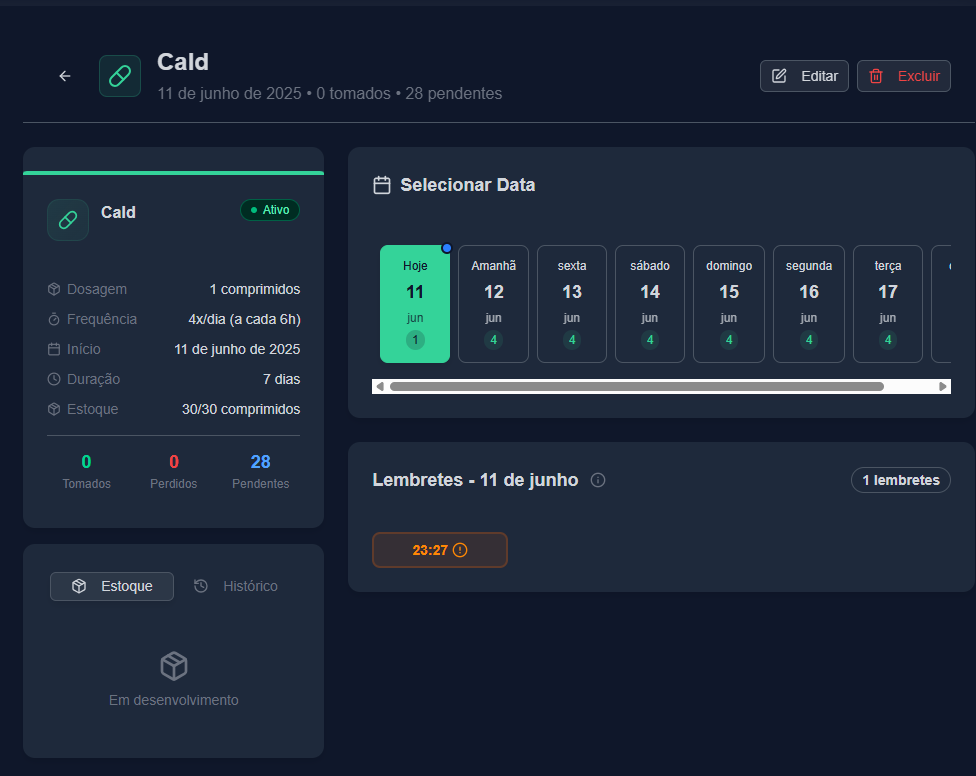 Cald
11 de junho de 2025 • 0 tomados • 28 pendentes
Editar
Excluir
Cald
Ativo
Dosagem 1 comprimidos
Frequência 4x/dia (a cada 6h)
Início 11 de junho de 2025
Duração 7 dias
Estoque 30/30 comprimidos
0 0 28
Tomados Perdidos Pendentes
Estoque Histórico
Em desenvolvimento
Selecionar Data
Hoje Amanhã sexta sábado domingo segunda terça
11 12 13 14 15 16 17
jun jun jun jun jun jun jun
1 4 4 4 4 4 4
Lembretes - 11 de junho
1 lembretes
23:27